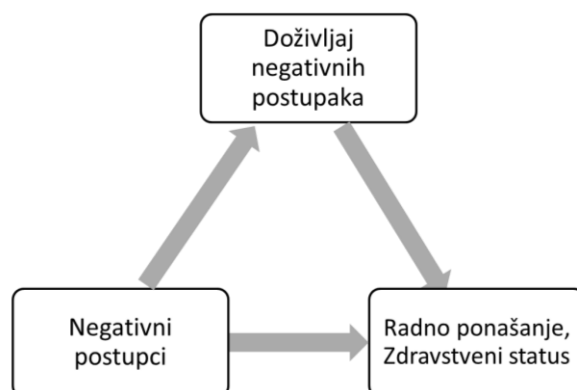 Doživljaj
negativnih
postupaka
Negativni
postupci
Radno ponašanje,
Zdravstveni status